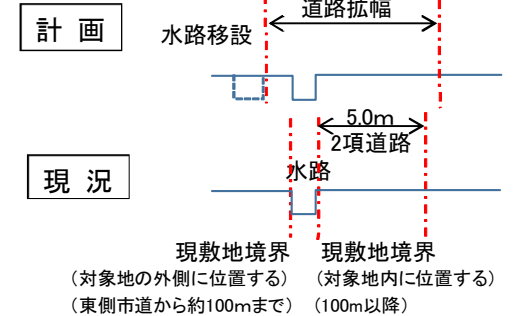 計 画
道路拡幅
水路移設
5.0m
2項道路
水路
現 況
現敷地境界 現敷地境界
（対象地の外側に位置する） （対象地内に位置する）
（東側市道から約100mまで） （100m以降）